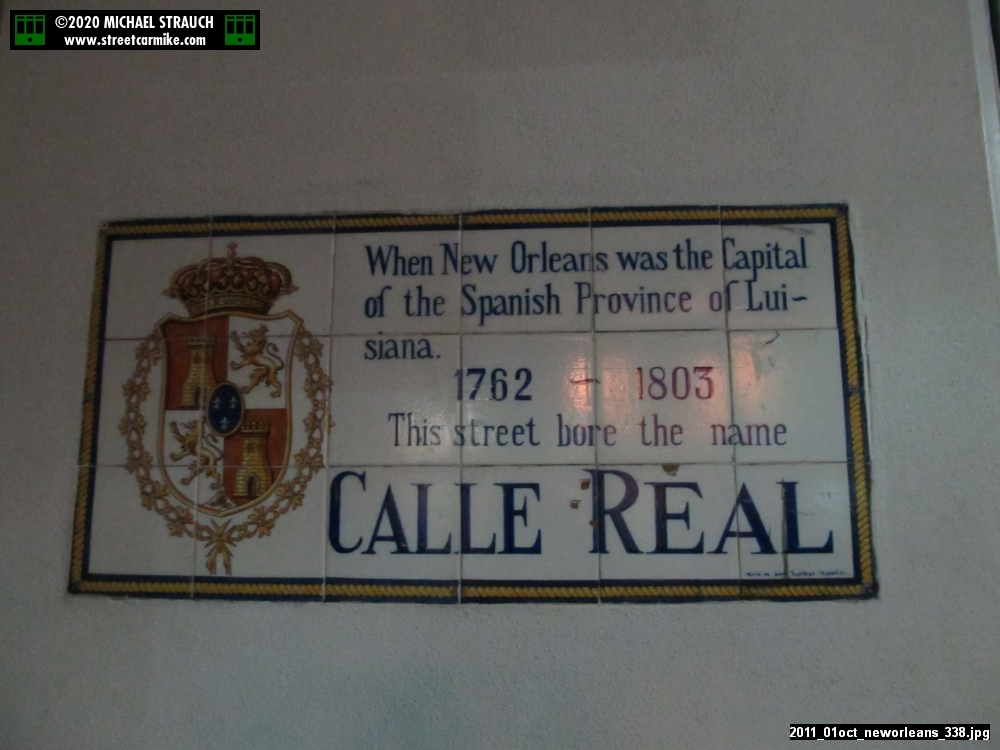 ©2020 MICHAEL STRAUCH
www.streetcarmike.com
When New Orleans was the Capital
of the Spanish Province of Lui-
siana.
1762 - 1803
This street bore the name
CALLE REAL
2011_01oct_neworleans_338.jpg